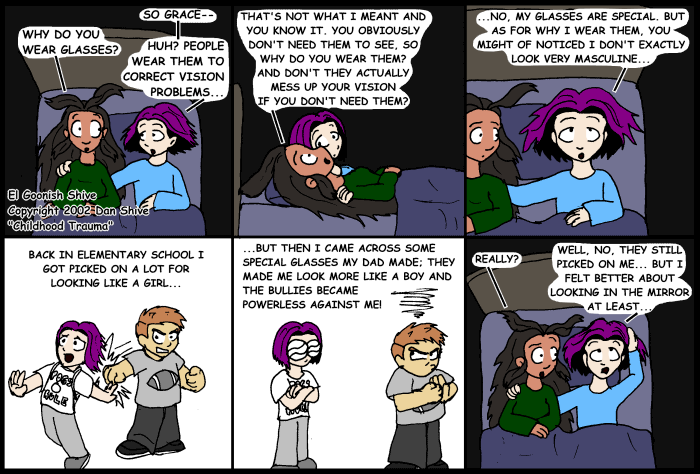 SO GRACE--
WHY DO YOU
WEAR GLASSES?
HUH? PEOPLE
WEAR THEM TO
CORRECT VISION
PROBLEMS...
El Goonish Shive
Copyright 2002 Dan Shive
"Childhood Trauma"
THAT'S NOT WHAT I MEANT AND
YOU KNOW IT. YOU OBVIOUSLY
DON'T NEED THEM TO SEE, SO
WHY DO YOU WEAR THEM?
AND DON'T THEY ACTUALLY
MESS UP YOUR VISION
IF YOU DON'T NEED THEM?
...NO, MY GLASSES ARE SPECIAL. BUT
AS FOR WHY I WEAR THEM, YOU
MIGHT OF NOTICED I DON'T EXACTLY
LOOK VERY MASCULINE...
BACK IN ELEMENTARY SCHOOL I
GOT PICKED ON A LOT FOR
LOOKING LIKE A GIRL...
...BUT THEN I CAME ACROSS SOME
SPECIAL GLASSES MY DAD MADE; THEY
MADE ME LOOK MORE LIKE A BOY AND
THE BULLIES BECAME
POWERLESS AGAINST ME!
REALLY?
WELL, NO, THEY STILL
PICKED ON ME... BUT I
FELT BETTER ABOUT
LOOKING IN THE MIRROR
AT LEAST...